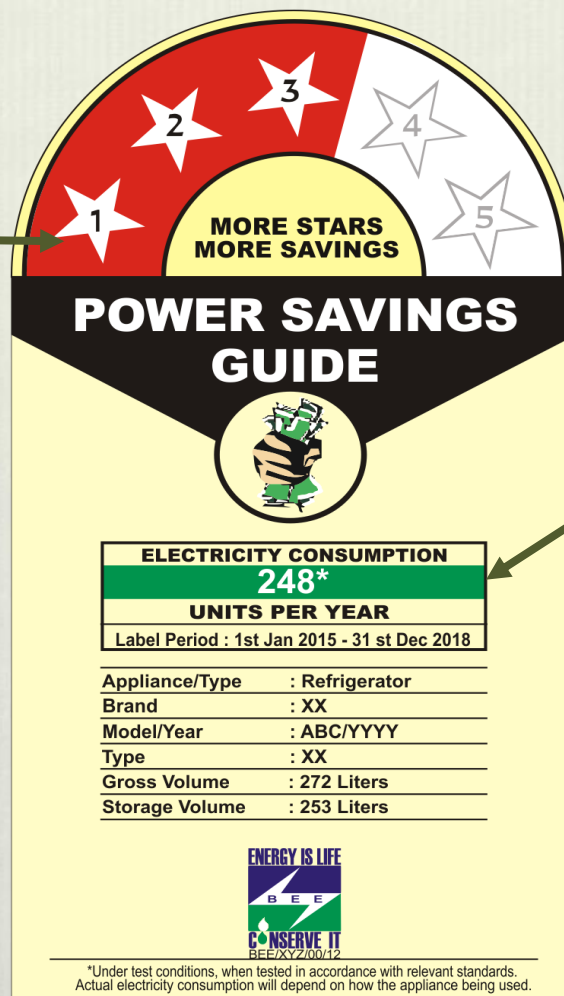 1
2
3
4
5
MORE STARS
MORE SAVINGS
POWER SAVINGS
GUIDE
ELECTRICITY CONSUMPTION
248*
UNITS PER YEAR
Label Period : 1st Jan 2015 - 31 st Dec 2018
Appliance/Type : Refrigerator
Brand : XX
Model/Year : ABC/YYYY
Type : XX
Gross Volume : 272 Liters
Storage Volume : 253 Liters
ENERGY IS LIFE
B E E
CONSERVE IT
BEE/XYZ/00/12
*Under test conditions, when tested in accordance with relevant standards.
Actual electricity consumption will depend on how the appliance being used.